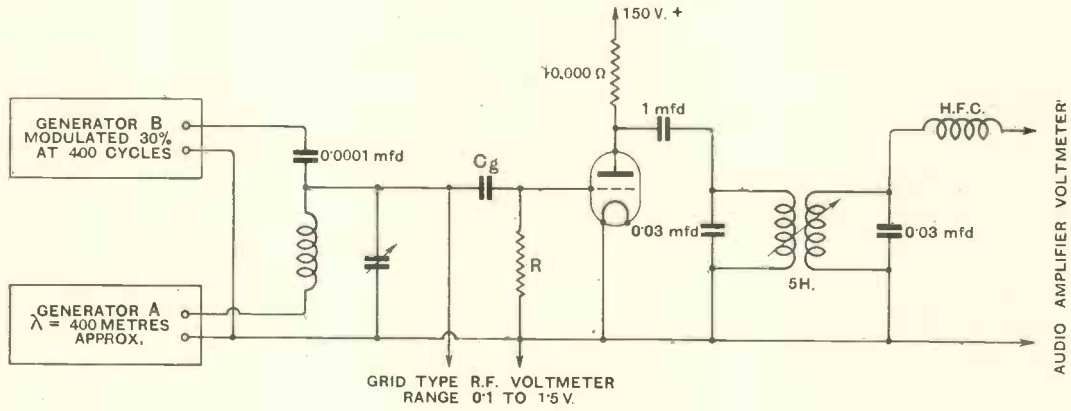 150 V. +
10,000 Ω
GENERATOR B
MODULATED 30%
AT 400 CYCLES
0·0001 mfd
Cg
1 mfd
H.F.C.
0·03 mfd
0·03 mfd
R
5H.
GENERATOR A
λ = 400 METRES
APPROX.
GRID TYPE R.F. VOLTMETER
RANGE 0·1 TO 1·5 V.
AUDIO AMPLIFIER VOLTMETER